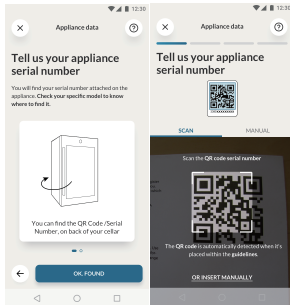 12:30
Appliance data
?
Tell us your appliance
serial number
You will find your serial number attached on the
appliance. Check your specific model to know
where to find it.
You can find the QR Code /Serial
Number, on back of your cellar
OK, FOUND
12:30
Appliance data
?
Tell us your appliance
serial number
SCAN
MANUAL
Scan the QR code serial number
The QR code is automatically detected when it's
placed within the guidelines.
OR INSERT MANUALLY